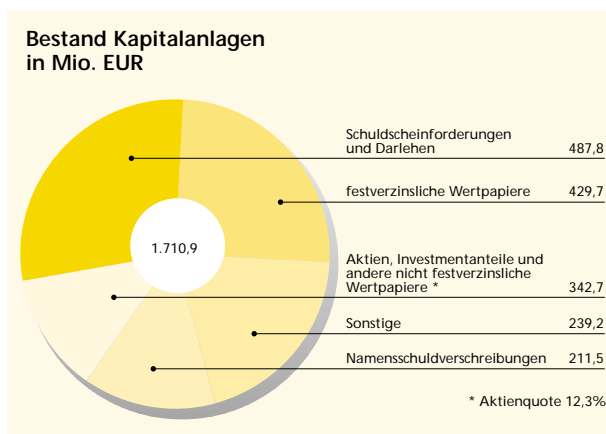 Bestand Kapitalanlagen
in Mio. EUR
Schuldscheinforderungen
und Darlehen 487,8
festverzinsliche Wertpapiere 429,7
1.710,9
Aktien, Investmentanteile und
andere nicht festverzinsliche
Wertpapiere * 342,7
Sonstige 239,2
Namensschuldverschreibungen 211,5
* Aktienquote 12,3%